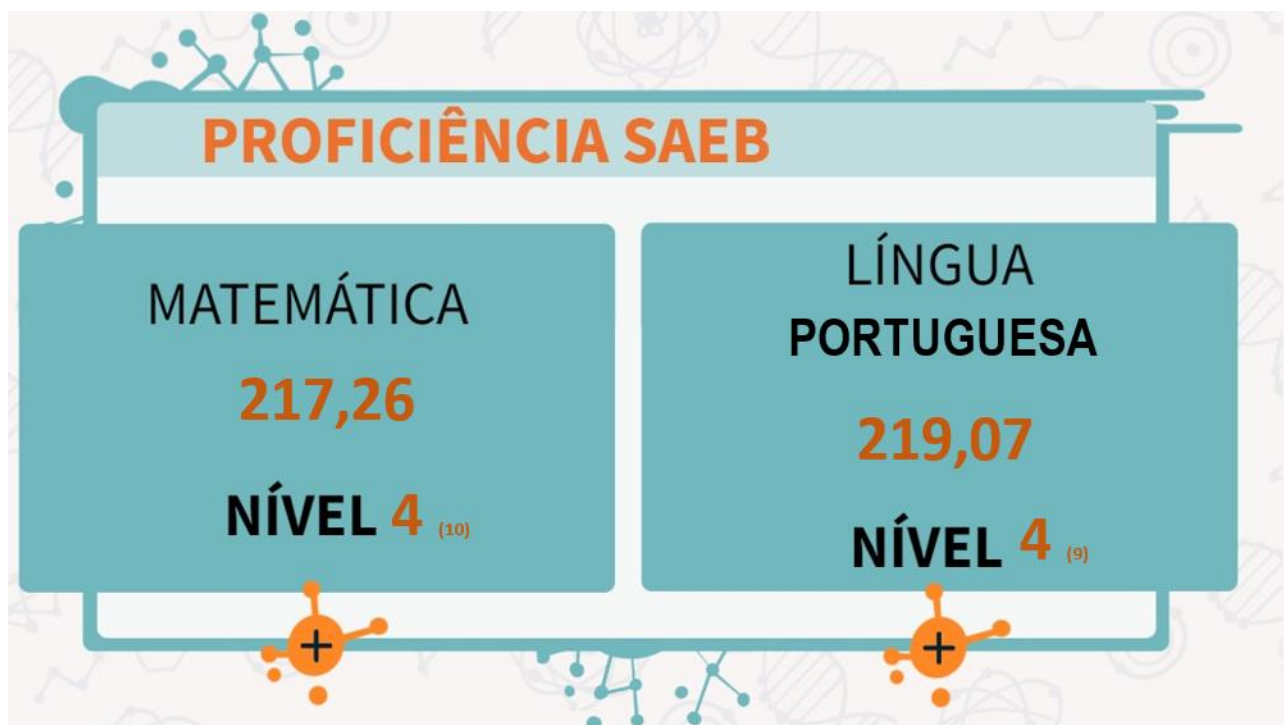 PROFICIÊNCIA SAEB
MATEMÁTICA
217,26
NÍVEL 4 (10)
LÍNGUA
PORTUGUESA
219,07
NÍVEL 4 (9)